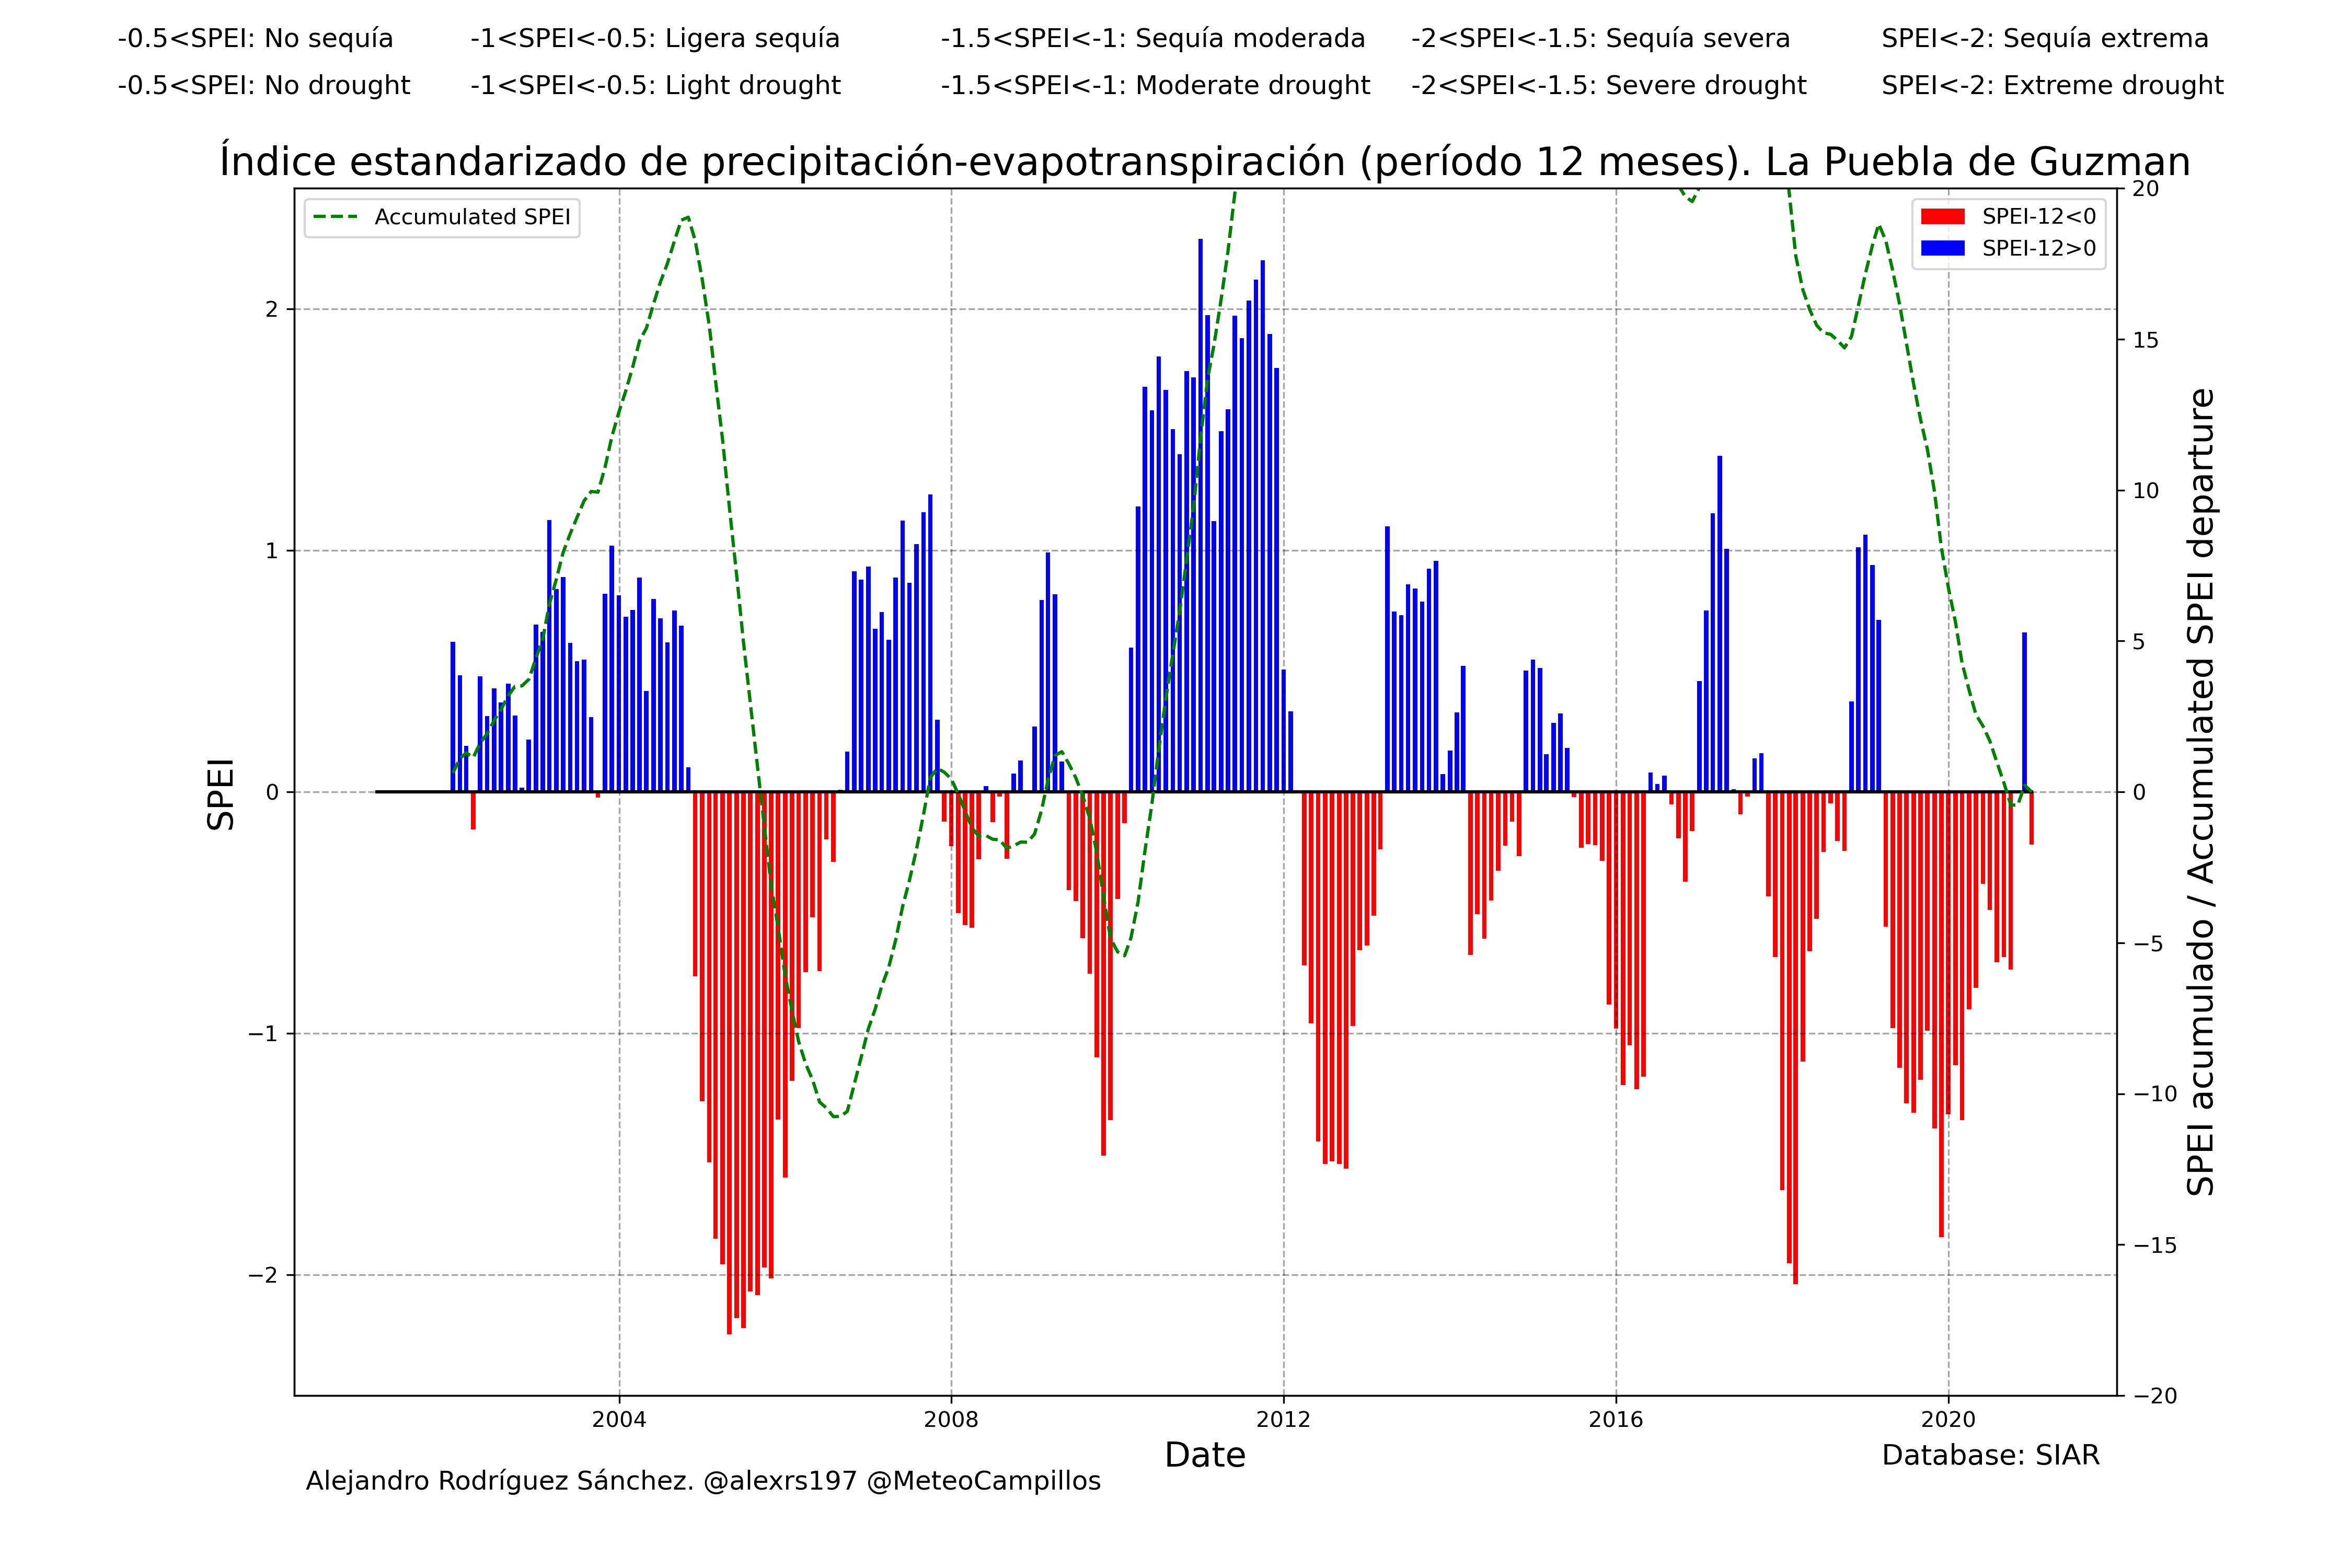 -0.5<SPEI: No sequía -1<SPEI<-0.5: Ligera sequía -1.5<SPEI<-1: Sequía moderada -2<SPEI<-1.5: Sequía severa SPEI<-2: Sequía extrema
-0.5<SPEI: No drought -1<SPEI<-0.5: Light drought -1.5<SPEI<-1: Moderate drought -2<SPEI<-1.5: Severe drought SPEI<-2: Extreme drought
Índice estandarizado de precipitación-evapotranspiración (período 12 meses). La Puebla de Guzman
Accumulated SPEI
SPEI-12<0
SPEI-12>0
SPEI
2
1
0
−1
−2
20
15
10
5
0
−5
−10
−15
−20
SPEI acumulado / Accumulated SPEI departure
2004 2008 2012 2016 2020
Date
Database: SIAR
Alejandro Rodríguez Sánchez. @alexrs197 @MeteoCampillos